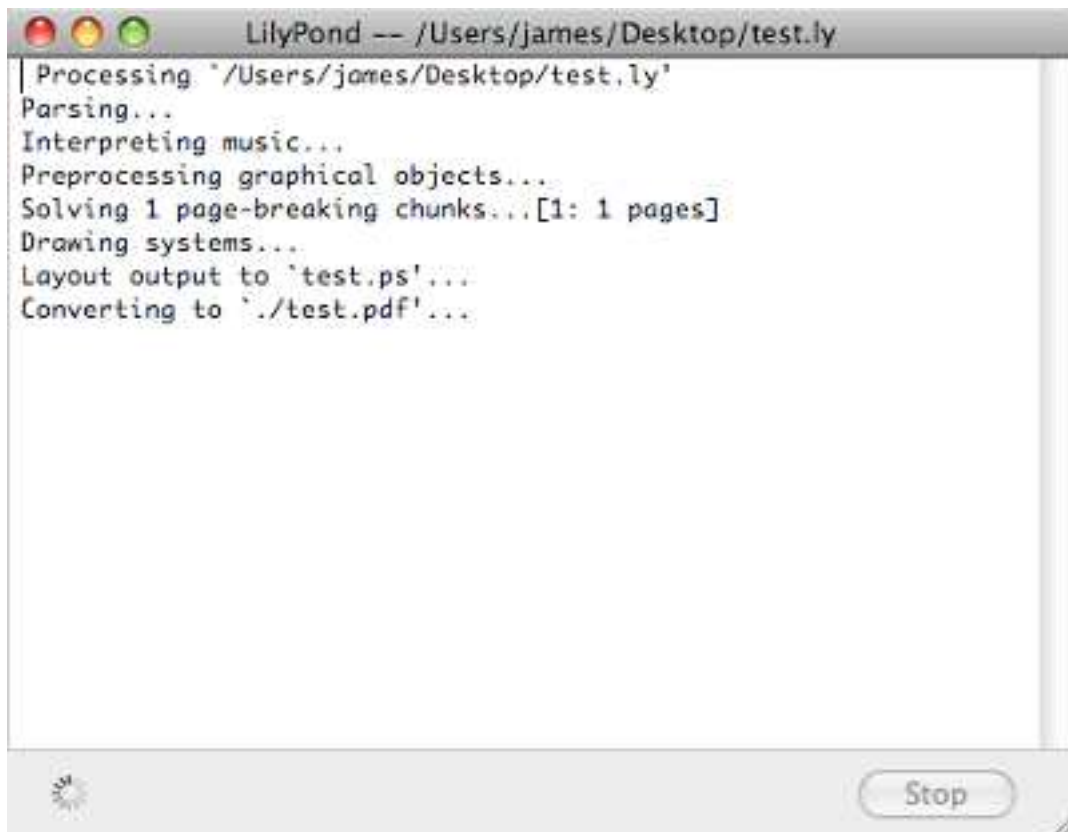 LilyPond -- /Users/james/Desktop/test.ly
Processing `/Users/james/Desktop/test.ly'
Parsing...
Interpreting music...
Preprocessing graphical objects...
Solving 1 page-breaking chunks...[1: 1 pages]
Drawing systems...
Layout output to `test.ps'...
Converting to `./test.pdf'...
Stop